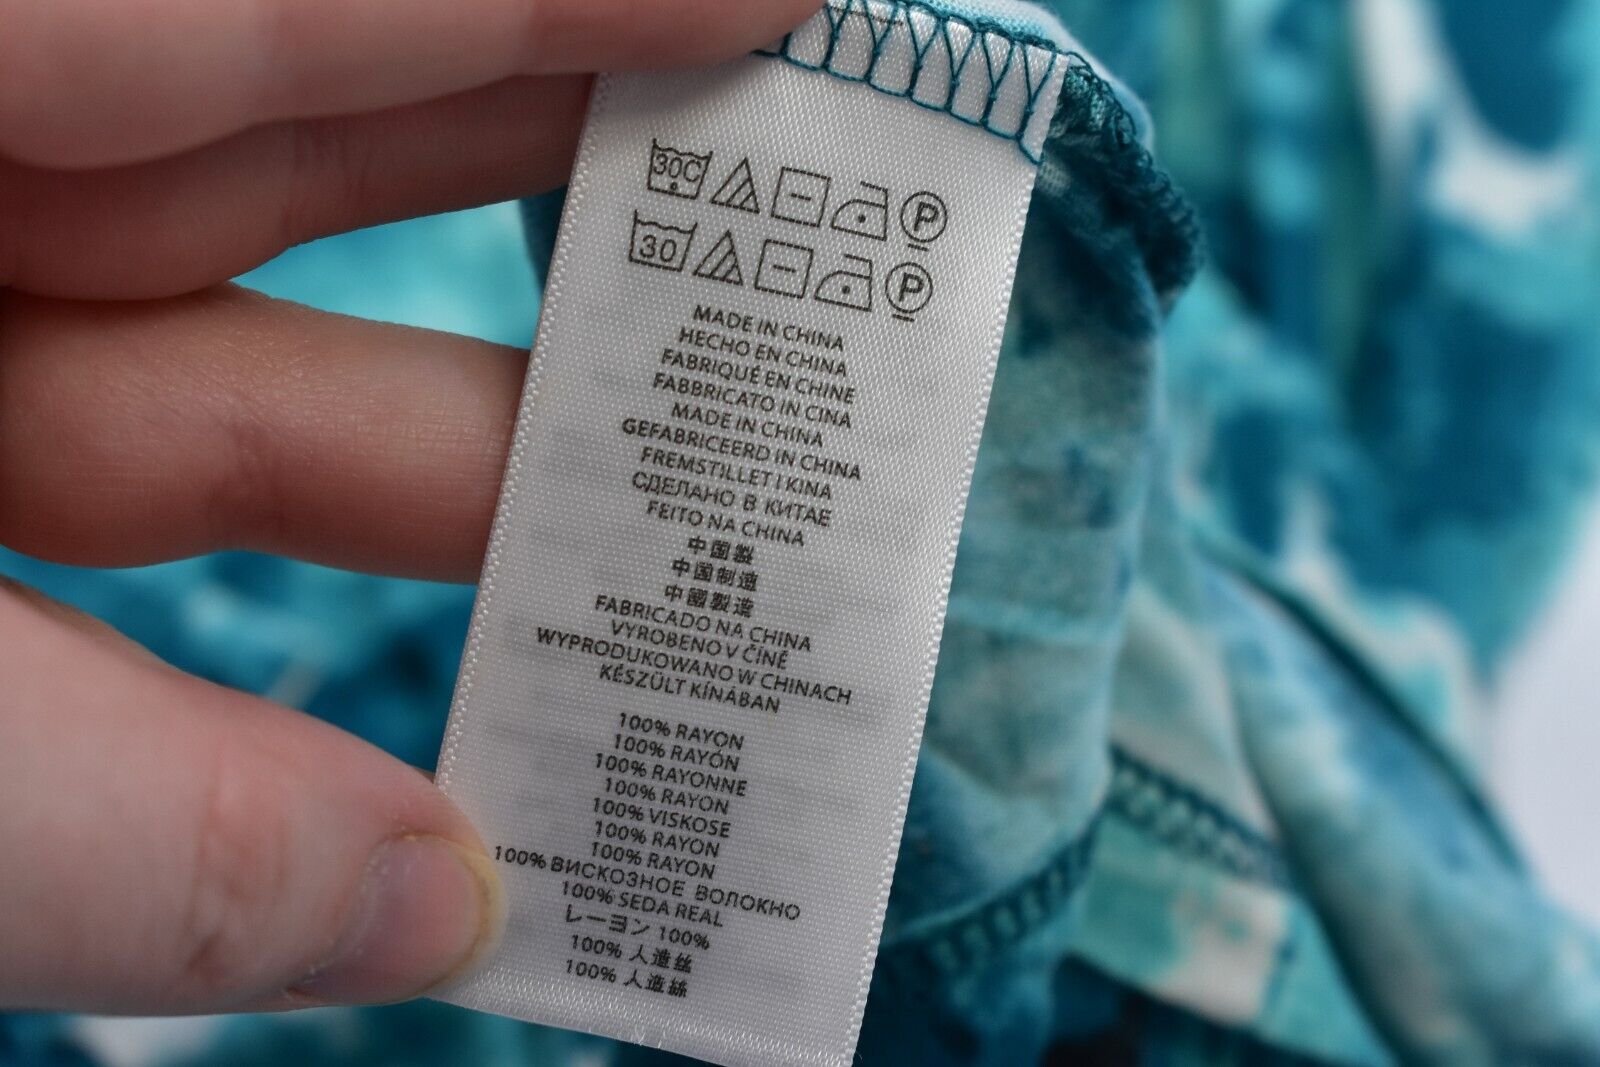 30C P
30 P
MADE IN CHINA
HECHO EN CHINA
FABRIQUÉ EN CHINE
FABBRICATO IN CINA
MADE IN CHINA
GEFABRICEERD IN CHINA
FREMSTILLET I KINA
СДЕЛАНО В КИТАЕ
FEITO NA CHINA
中国製
中国制造
中國製造
FABRICADO NA CHINA
VYROBENO V ČÍNĚ
WYPRODUKOWANO W CHINACH
KÉSZÜLT KÍNÁBAN
100% RAYON
100% RAYÓN
100% RAYONNE
100% RAYON
100% VISKOSE
100% RAYON
100% RAYON
100% ВИСКОЗНОЕ ВОЛОКНО
100% SEDA REAL
レーヨン 100%
100% 人造丝
100% 人造絲